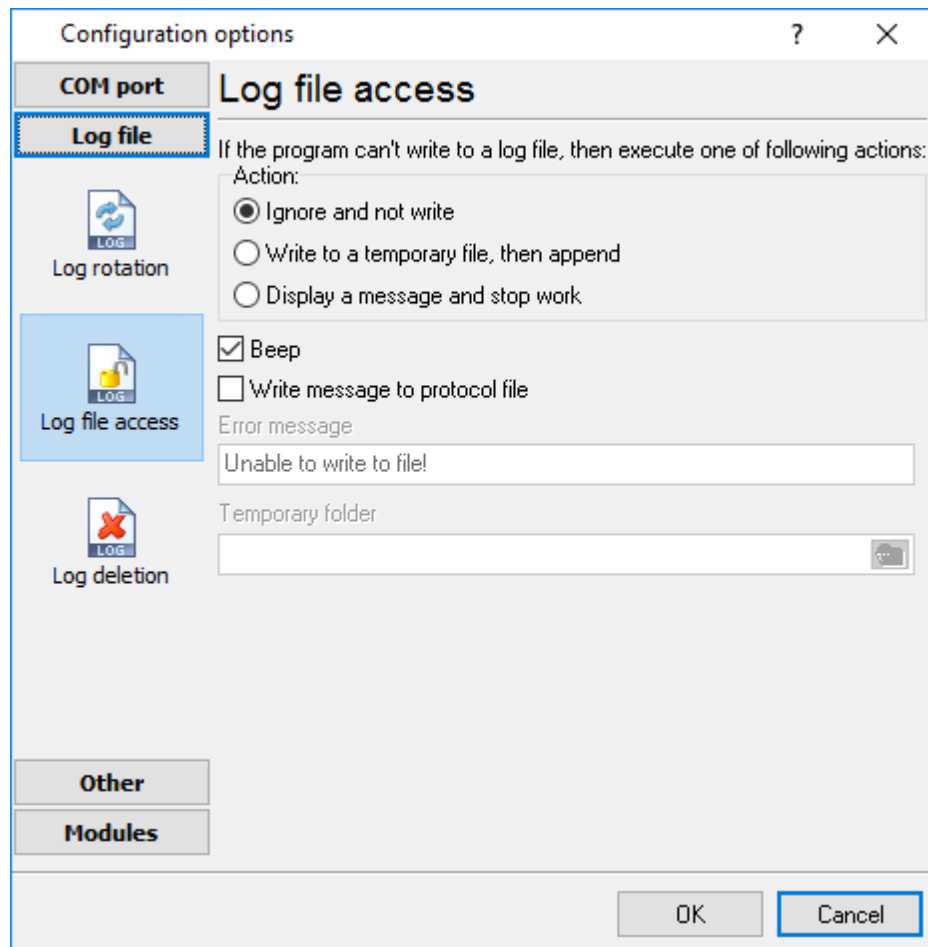 Configuration options
?
COM port
Log file
LOG
Log rotation
LOG
Log file access
LOG
Log deletion
Other
Modules
Log file access
If the program can't write to a log file, then execute one of following actions:
Action:
Ignore and not write
Write to a temporary file, then append
Display a message and stop work
Beep
Write message to protocol file
Error message
Unable to write to file!
Temporary folder
OK
Cancel